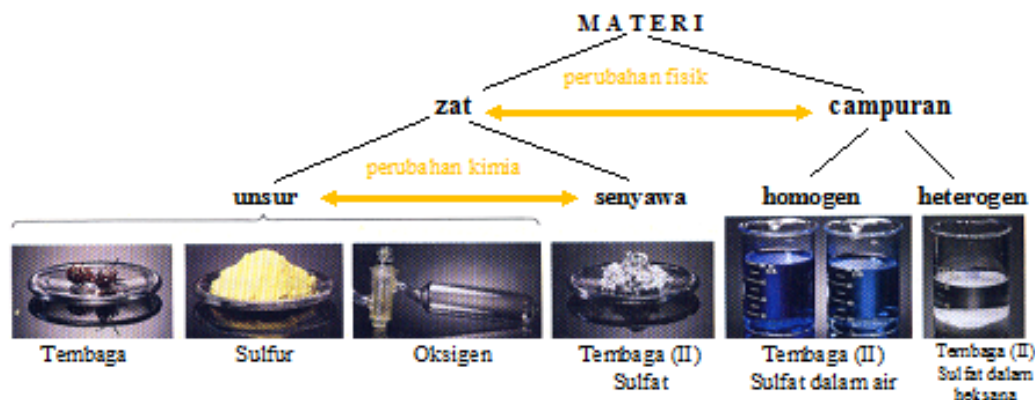 M A T E R I
perubahan fisik
zat
campuran
perubahan kimia
unsur
senyawa
homogen
heterogen
Tembaga
Sulfur
Oksigen
Tembaga (II)
Sulfat
Tembaga (II)
Sulfat dalam air
Tembaga (II)
Sulfat dalam
heksana